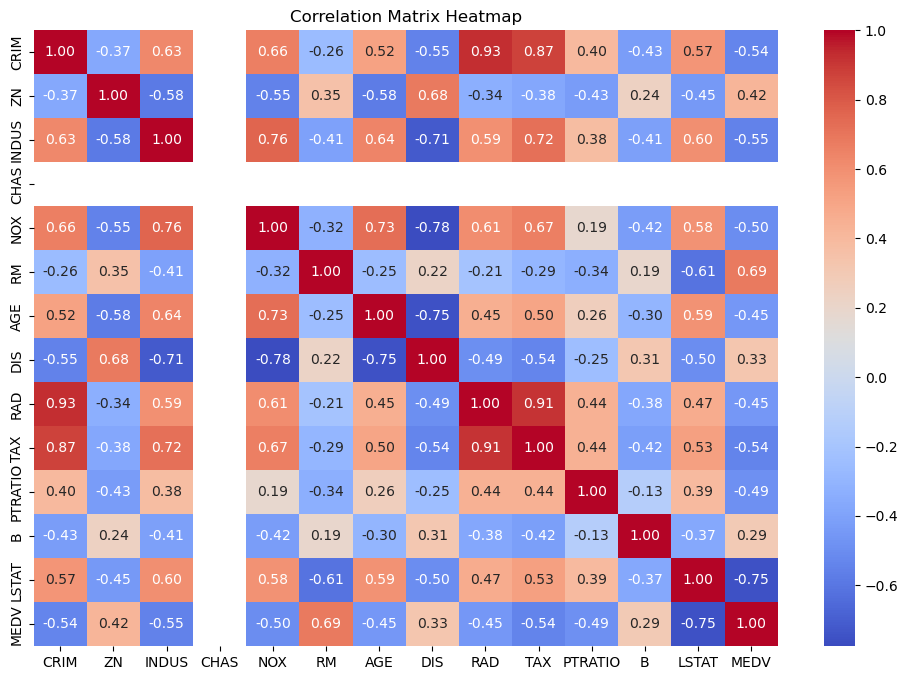 Correlation Matrix Heatmap
CRIM 1.00 -0.37 0.63 0.66 -0.26 0.52 -0.55 0.93 0.87 0.40 -0.43 0.57 -0.54
ZN -0.37 1.00 -0.58 -0.55 0.35 -0.58 0.68 -0.34 -0.38 -0.43 0.24 -0.45 0.42
INDUS 0.63 -0.58 1.00 0.76 -0.41 0.64 -0.71 0.59 0.72 0.38 -0.41 0.60 -0.55
CHAS
NOX 0.66 -0.55 0.76 1.00 -0.32 0.73 -0.78 0.61 0.67 0.19 -0.42 0.58 -0.50
RM -0.26 0.35 -0.41 -0.32 1.00 -0.25 0.22 -0.21 -0.29 -0.34 0.19 -0.61 0.69
AGE 0.52 -0.58 0.64 0.73 -0.25 1.00 -0.75 0.45 0.50 0.26 -0.30 0.59 -0.45
DIS -0.55 0.68 -0.71 -0.78 0.22 -0.75 1.00 -0.49 -0.54 -0.25 0.31 -0.50 0.33
RAD 0.93 -0.34 0.59 0.61 -0.21 0.45 -0.49 1.00 0.91 0.44 -0.38 0.47 -0.45
TAX 0.87 -0.38 0.72 0.67 -0.29 0.50 -0.54 0.91 1.00 0.44 -0.42 0.53 -0.54
PTRATIO 0.40 -0.43 0.38 0.19 -0.34 0.26 -0.25 0.44 0.44 1.00 -0.13 0.39 -0.49
B -0.43 0.24 -0.41 -0.42 0.19 -0.30 0.31 -0.38 -0.42 -0.13 1.00 -0.37 0.29
LSTAT 0.57 -0.45 0.60 0.58 -0.61 0.59 -0.50 0.47 0.53 0.39 -0.37 1.00 -0.75
MEDV -0.54 0.42 -0.55 -0.50 0.69 -0.45 0.33 -0.45 -0.54 -0.49 0.29 -0.75 1.00
CRIM ZN INDUS CHAS NOX RM AGE DIS RAD TAX PTRATIO B LSTAT MEDV
1.0
0.8
0.6
0.4
0.2
0.0
−0.2
−0.4
−0.6